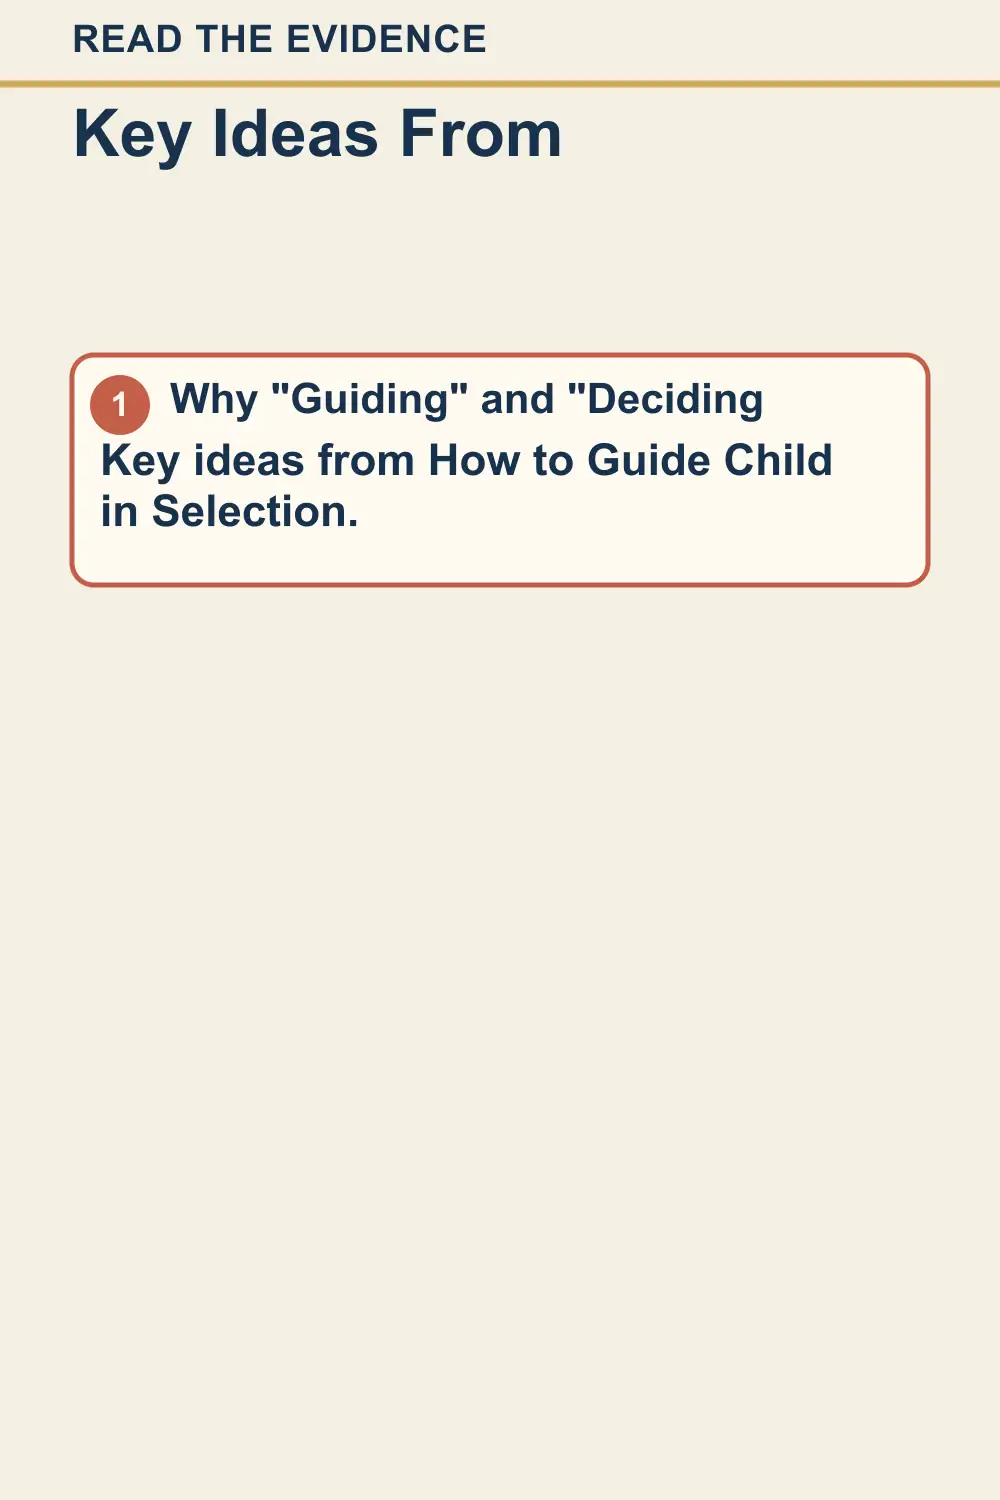 READ THE EVIDENCE
Key Ideas From
1 Why "Guiding" and "Deciding
Key ideas from How to Guide Child
in Selection.